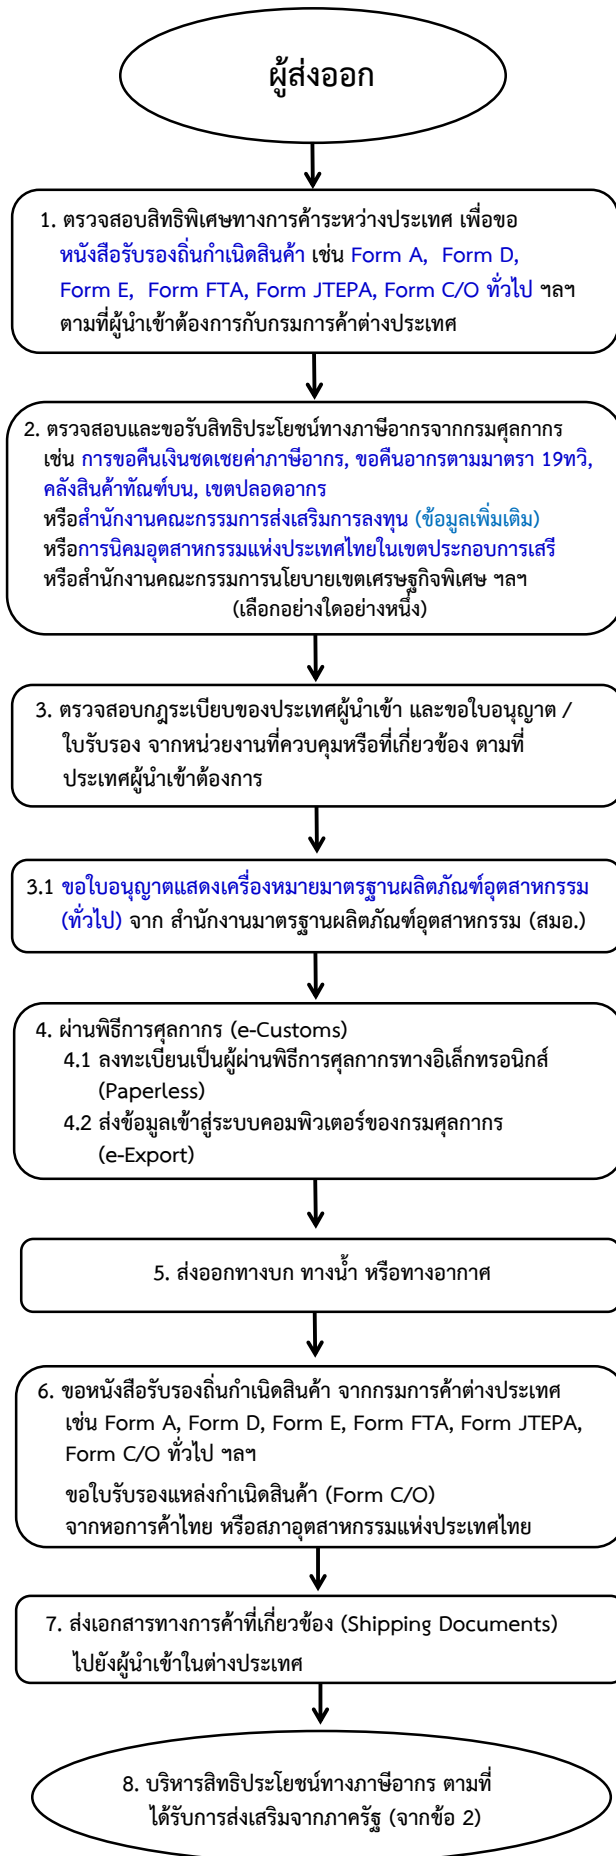 ผู้ส่งออก
1. ตรวจสอบสิทธิพิเศษทางการค้าระหว่างประเทศ เพื่อขอ
หนังสือรับรองถิ่นกำเนิดสินค้า เช่น Form A, Form D,
Form E, Form FTA, Form JTEPA, Form C/O ทั่วไป ฯลฯ
ตามที่ผู้นำเข้าต้องการกับกรมการค้าต่างประเทศ
2. ตรวจสอบและขอรับสิทธิประโยชน์ทางภาษีอากรจากกรมศุลกากร
เช่น การขอคืนเงินชดเชยค่าภาษีอากร, ขอคืนอากรตามมาตรา 19ทวิ,
คลังสินค้าทัณฑ์บน, เขตปลอดอากร
หรือสำนักงานคณะกรรมการส่งเสริมการลงทุน (ข้อมูลเพิ่มเติม)
หรือการนิคมอุตสาหกรรมแห่งประเทศไทยในเขตประกอบการเสรี
หรือสำนักงานคณะกรรมการนโยบายเขตเศรษฐกิจพิเศษ ฯลฯ
(เลือกอย่างใดอย่างหนึ่ง)
3. ตรวจสอบกฎระเบียบของประเทศผู้นำเข้า และขอใบอนุญาต /
ใบรับรอง จากหน่วยงานที่ควบคุมหรือที่เกี่ยวข้อง ตามที่
ประเทศผู้นำเข้าต้องการ
3.1 ขอใบอนุญาตแสดงเครื่องหมายมาตรฐานผลิตภัณฑ์อุตสาหกรรม
(ทั่วไป) จาก สำนักงานมาตรฐานผลิตภัณฑ์อุตสาหกรรม (สมอ.)
4. ผ่านพิธีการศุลกากร (e-Customs)
4.1 ลงทะเบียนเป็นผู้ผ่านพิธีการศุลกากรทางอิเล็กทรอนิกส์
(Paperless)
4.2 ส่งข้อมูลเข้าสู่ระบบคอมพิวเตอร์ของกรมศุลกากร
(e-Export)
5. ส่งออกทางบก ทางน้ำ หรือทางอากาศ
6. ขอหนังสือรับรองถิ่นกำเนิดสินค้า จากกรมการค้าต่างประเทศ
เช่น Form A, Form D, Form E, Form FTA, Form JTEPA,
Form C/O ทั่วไป ฯลฯ
ขอใบรับรองแหล่งกำเนิดสินค้า (Form C/O)
จากหอการค้าไทย หรือสภาอุตสาหกรรมแห่งประเทศไทย
7. ส่งเอกสารทางการค้าที่เกี่ยวข้อง (Shipping Documents)
ไปยังผู้นำเข้าในต่างประเทศ
8. บริหารสิทธิประโยชน์ทางภาษีอากร ตามที่
ได้รับการส่งเสริมจากภาครัฐ (จากข้อ 2)